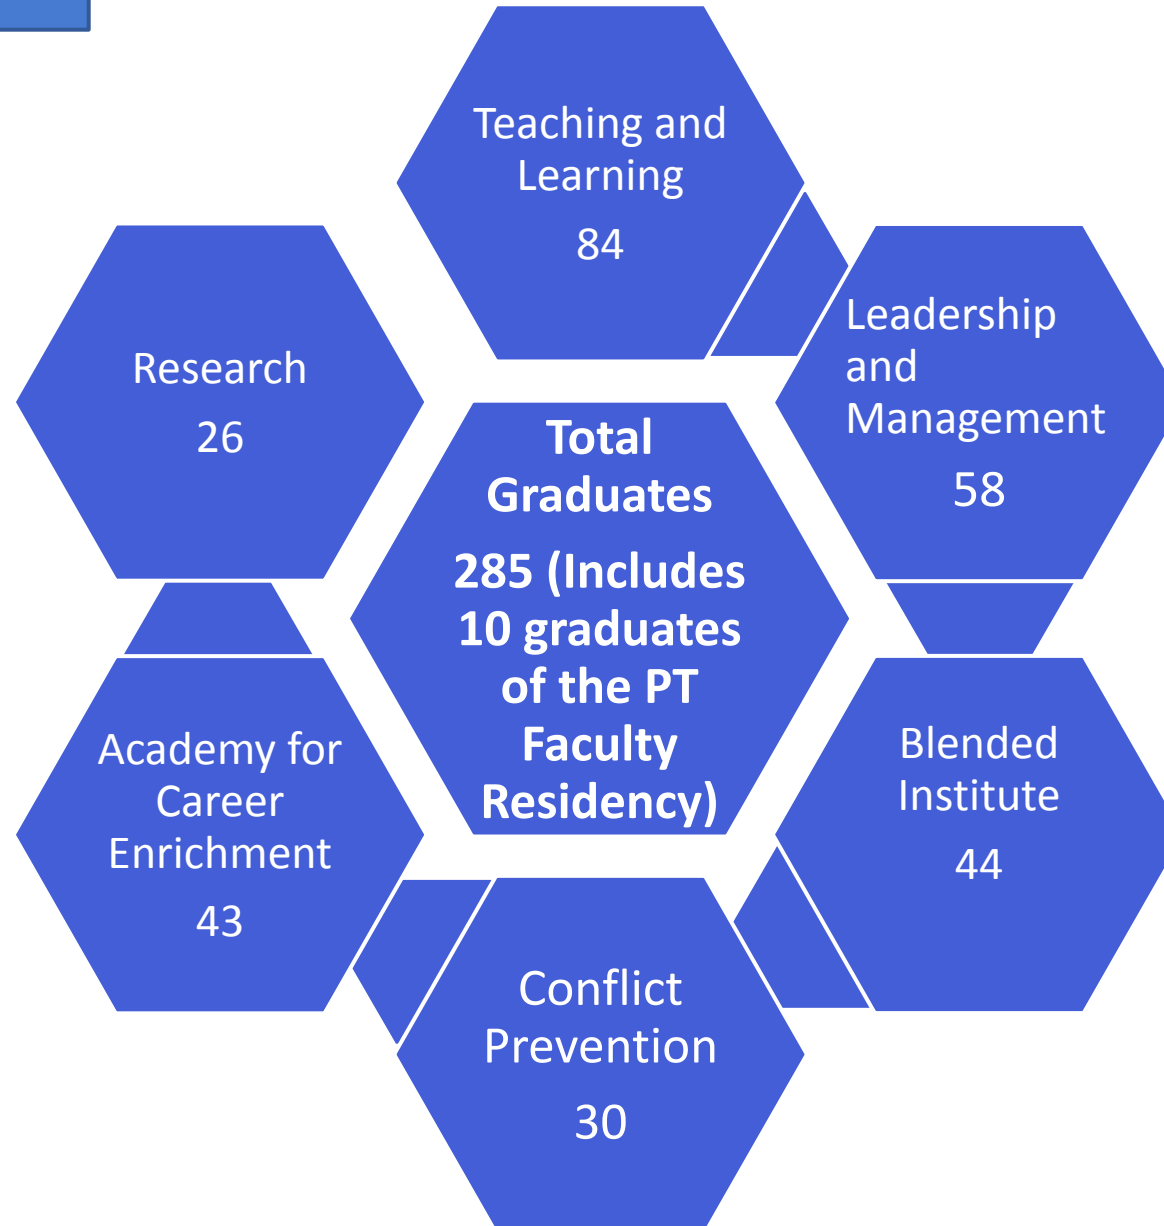 Teaching and
Learning
84
Leadership
and
Management
58
Blended
Institute
44
Conflict
Prevention
30
Academy for
Career
Enrichment
43
Research
26
Total
Graduates
285 (Includes
10 graduates
of the PT
Faculty
Residency)